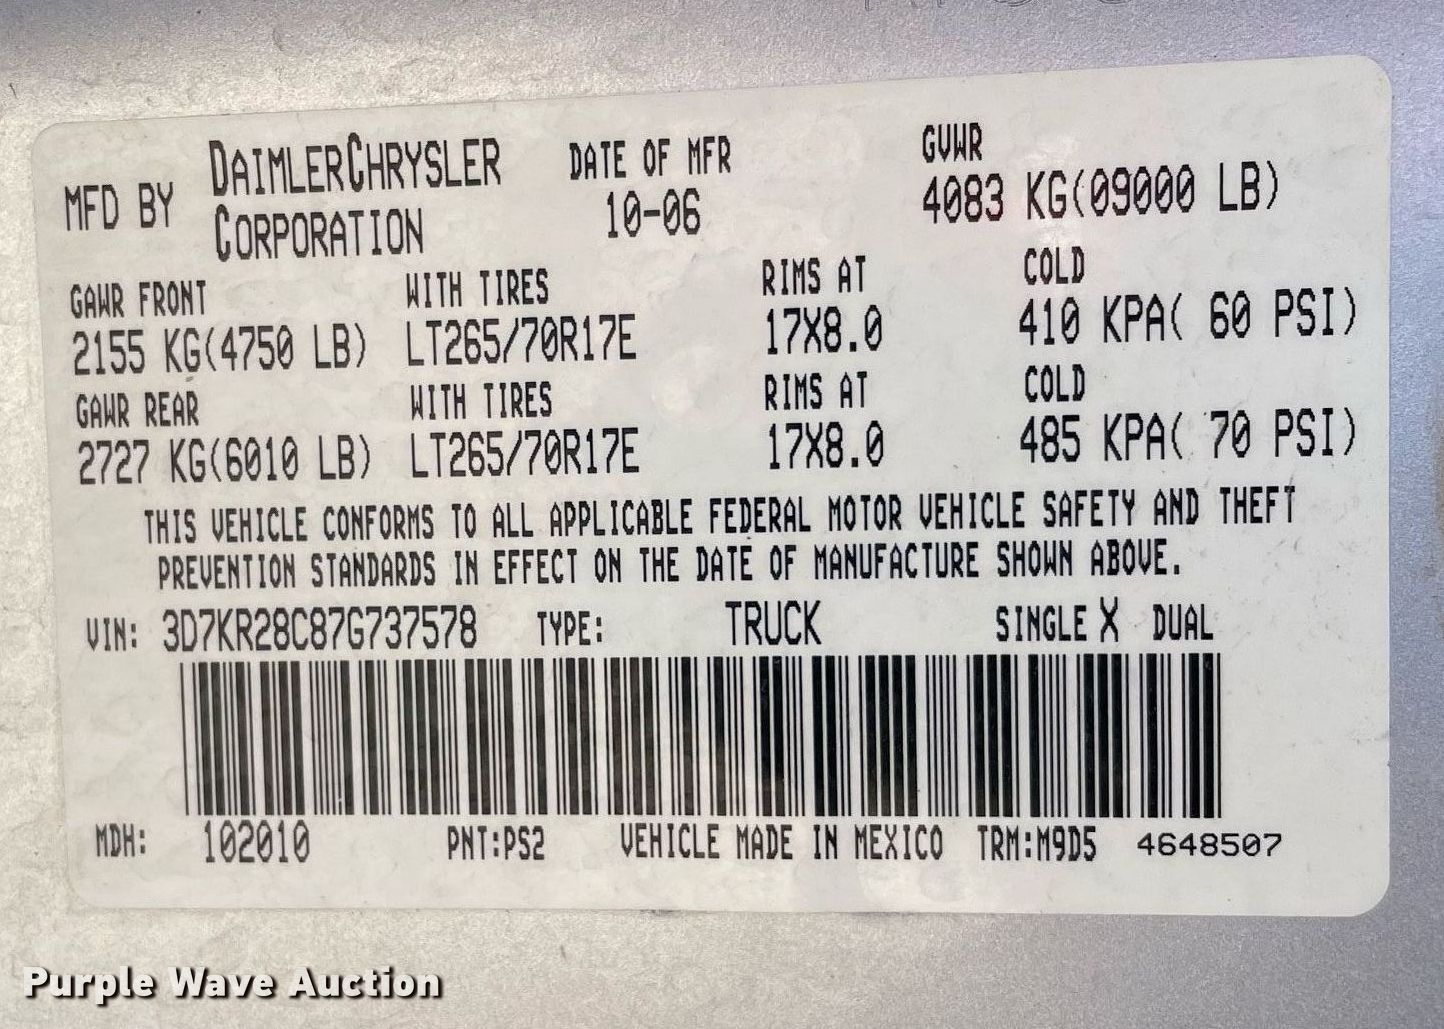 MFD BY DAIMLERCHRYSLER CORPORATION
DATE OF MFR
10-06
GVWR
4083 KG(09000 LB)
GAWR FRONT WITH TIRES RIMS AT COLD
2155 KG(4750 LB) LT265/70R17E 17X8.0 410 KPA( 60 PSI)
GAWR REAR WITH TIRES RIMS AT COLD
2727 KG(6010 LB) LT265/70R17E 17X8.0 485 KPA( 70 PSI)
THIS VEHICLE CONFORMS TO ALL APPLICABLE FEDERAL MOTOR VEHICLE SAFETY AND THEFT
PREVENTION STANDARDS IN EFFECT ON THE DATE OF MANUFACTURE SHOWN ABOVE.
VIN: 3D7KR28C87G737578 TYPE: TRUCK SINGLE X DUAL
MDH: 102010 PNT:PS2 VEHICLE MADE IN MEXICO TRM:M9D5 4648507
Purple Wave Auction